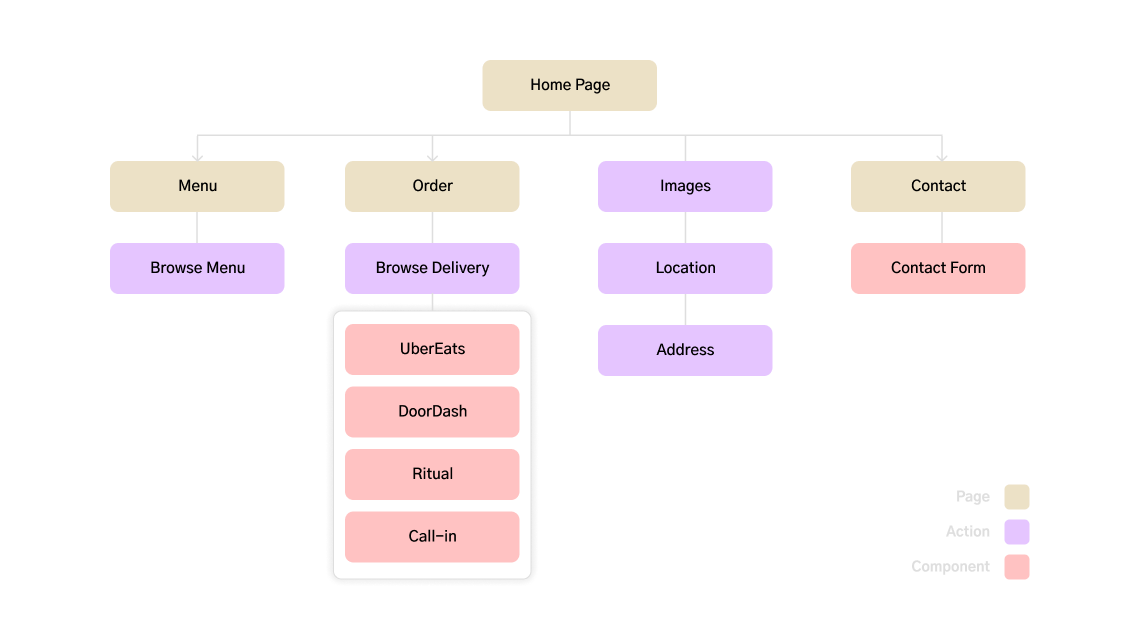 Home Page
Menu
Order
Images
Contact
Browse Menu
Browse Delivery
Location
Contact Form
UberEats
Address
DoorDash
Ritual
Call-in
Page
Action
Component